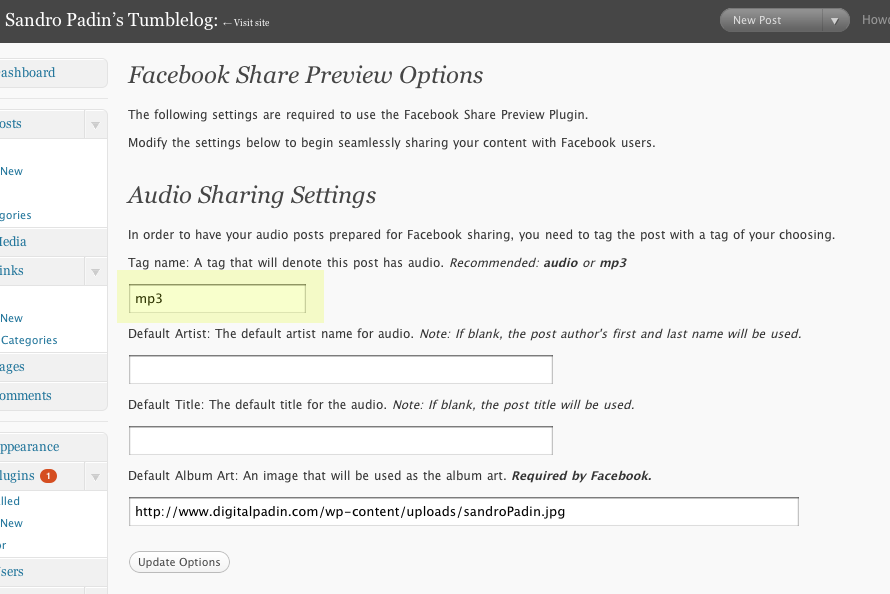 Sandro Padin's Tumblelog: ←Visit site
New Post
Howd
ashboard
osts
New
gories
Media
inks
New
Categories
ages
omments
ppearance
lugins 1
lled
New
or
sers
Facebook Share Preview Options
The following settings are required to use the Facebook Share Preview Plugin.
Modify the settings below to begin seamlessly sharing your content with Facebook users.
Audio Sharing Settings
In order to have your audio posts prepared for Facebook sharing, you need to tag the post with a tag of your choosing.
Tag name: A tag that will denote this post has audio. Recommended: audio or mp3
mp3
Default Artist: The default artist name for audio. Note: If blank, the post author's first and last name will be used.
Default Title: The default title for the audio. Note: If blank, the post title will be used.
Default Album Art: An image that will be used as the album art. Required by Facebook.
http://www.digitalpadin.com/wp-content/uploads/sandroPadin.jpg
Update Options